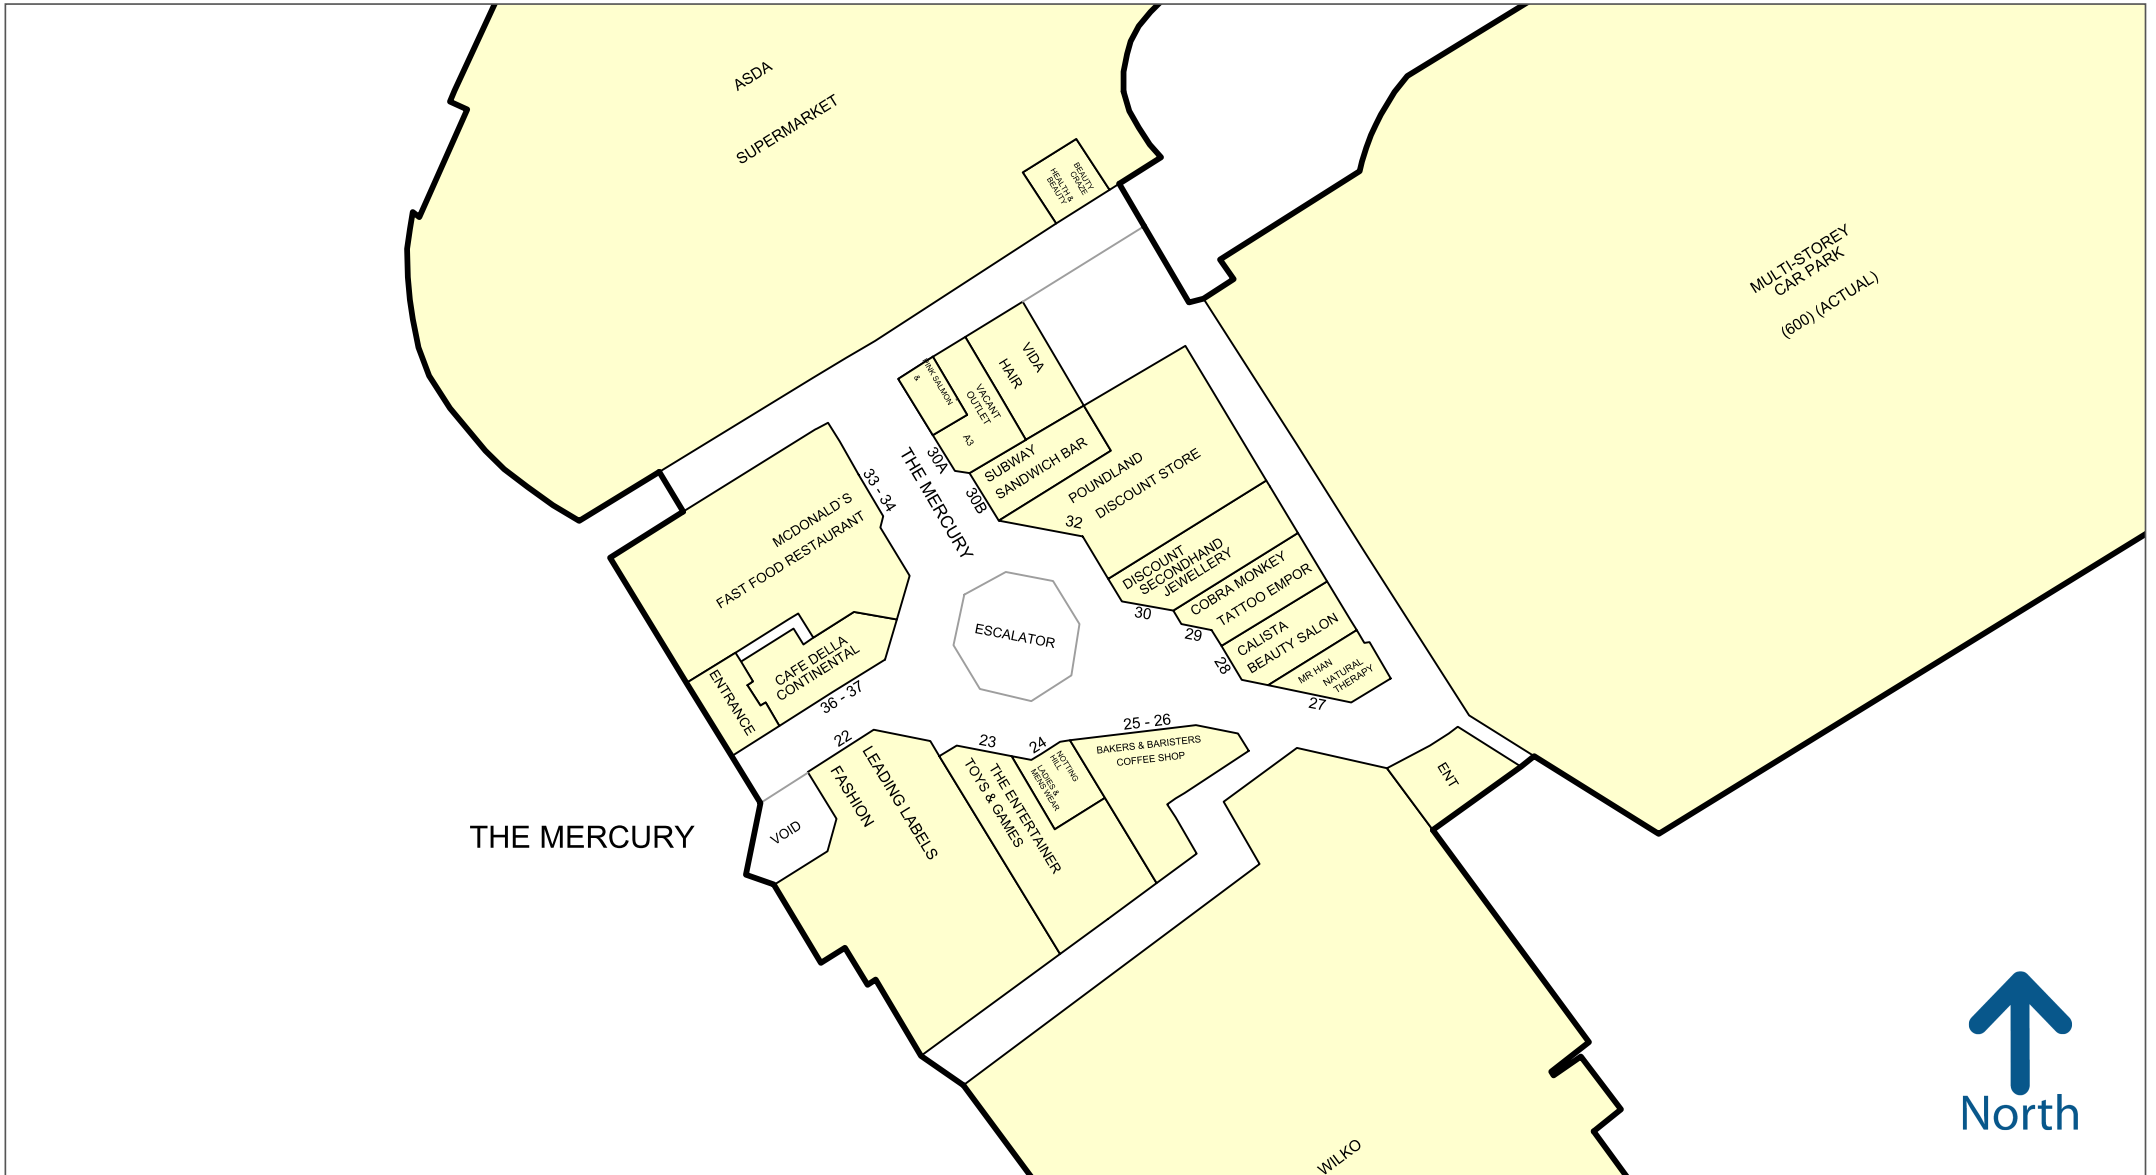 ASDA
SUPERMARKET
BEAUTY
CRAZE
HEALTH &
BEAUTY
MULTI-STOREY
CAR PARK
(600) (ACTUAL)
VIDA
HAIR
SALMON
&
VACANT
OUTLET
A3
30A
THE MERCURY
SUBWAY
SANDWICH BAR
30B
POUNDLAND
DISCOUNT STORE
32
33 - 34
MCDONALD`S
FAST FOOD RESTAURANT
DISCOUNT
SECONDHAND
JEWELLERY
30
COBRA MONKEY
TATTOO EMPOR
29
CALISTA
BEAUTY SALON
28
MR HAN
NATURAL
THERAPY
27
ESCALATOR
CAFE DELLA
CONTINENTAL
36 - 37
ENTRANCE
22
LEADING LABELS
FASHION
VOID
23
THE ENTERTAINER
TOYS & GAMES
24
NOTTING
HILL
LADIES &
MENS WEAR
25 - 26
BAKERS & BARISTERS
COFFEE SHOP
ENT
THE MERCURY
WILKO
North